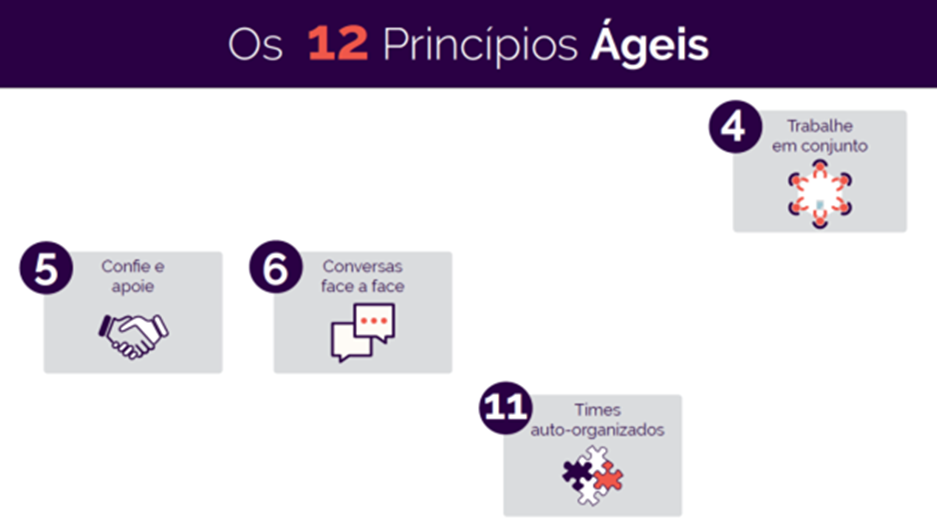 Os 12 Princípios Ágeis
4
Trabalhe
em conjunto
5
Confie e
apoie
6
Conversas
face a face
11
Times
auto-organizados